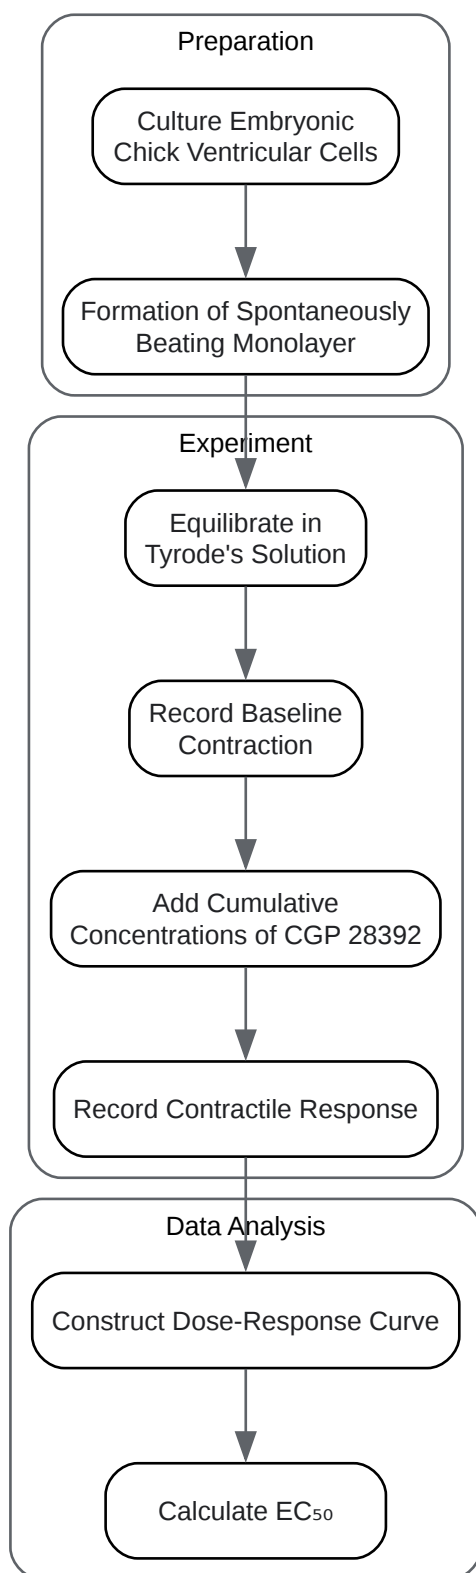 Preparation
Culture Embryonic
Chick Ventricular Cells
Formation of Spontaneously
Beating Monolayer
Experiment
Equilibrate in
Tyrode's Solution
Record Baseline
Contraction
Add Cumulative
Concentrations of CGP 28392
Record Contractile Response
Data Analysis
Construct Dose-Response Curve
Calculate EC₅₀